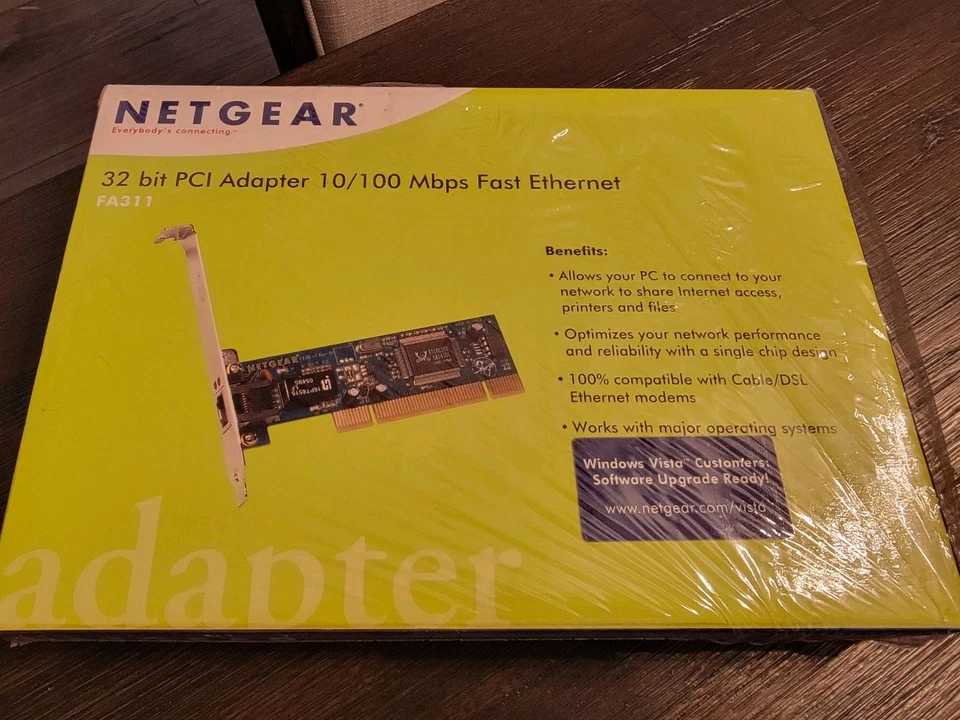 NETGEAR®
Everybody's connecting.™
32 bit PCI Adapter 10/100 Mbps Fast Ethernet
FA311
Benefits:
• Allows your PC to connect to your
network to share Internet access,
printers and files
• Optimizes your network performance
and reliability with a single chip design
• 100% compatible with Cable/DSL
Ethernet modems
• Works with major operating systems
Windows Vista™ Customers:
Software Upgrade Ready!
www.netgear.com/vista
NETGEAR
adapter